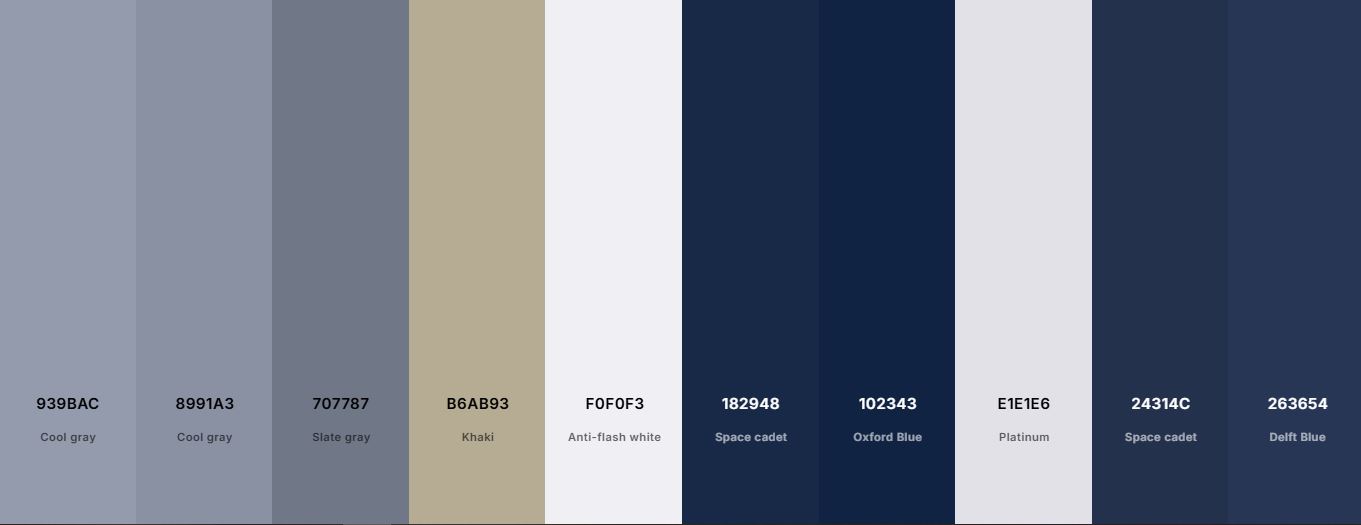 939BAC 8991A3 707787 B6AB93 F0F0F3 182948 102343 E1E1E6 24314C 263654
Cool gray Cool gray Slate gray Khaki Anti-flash white Space cadet Oxford Blue Platinum Space cadet Delft Blue